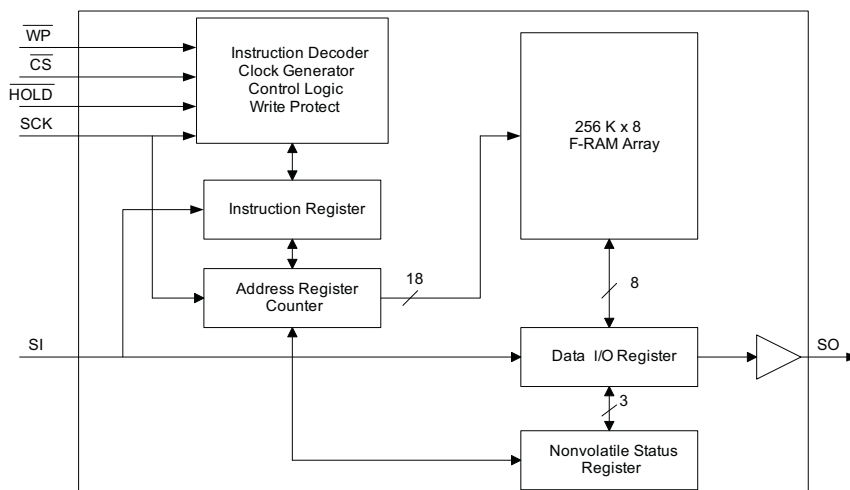 WP
CS
HOLD
SCK
Instruction Decoder
Clock Generator
Control Logic
Write Protect
256 K x 8
F-RAM Array
Instruction Register
Address Register
Counter
18
8
SI
Data I/O Register
SO
3
Nonvolatile Status
Register